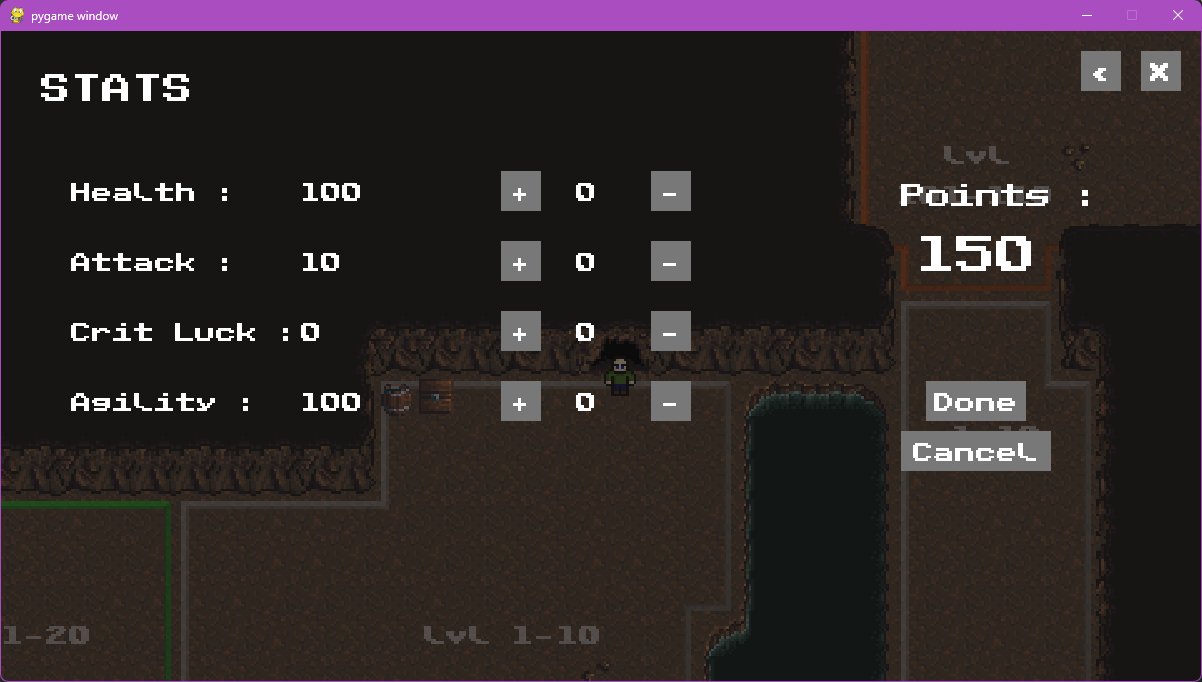 pygame window
STATS
< X
Lvl
Health : 100 + 0 -
Points :
Attack : 10 + 0 -
150
Crit Luck :0 + 0 -
Agility : 100 + 0 -
Done
Cancel
1-20
Lvl 1-10